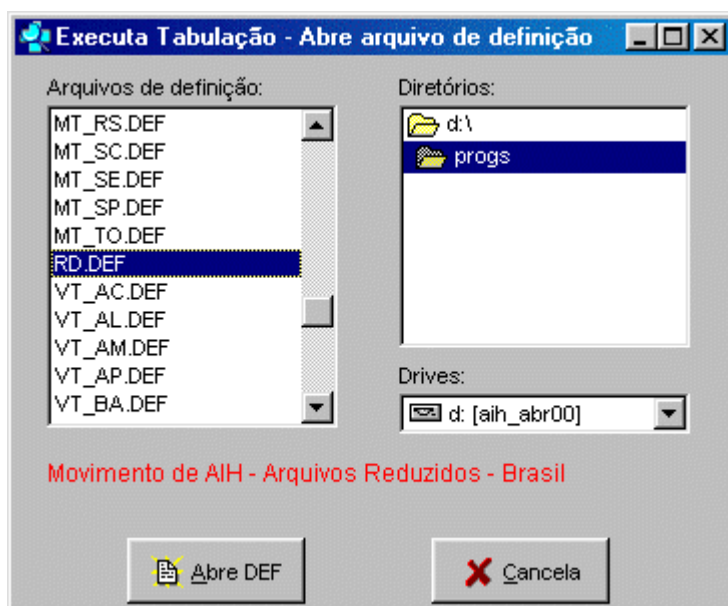 Executa Tabulação - Abre arquivo de definição
Arquivos de definição:
MT_RS.DEF
MT_SC.DEF
MT_SE.DEF
MT_SP.DEF
MT_TO.DEF
RD.DEF
VT_AC.DEF
VT_AL.DEF
VT_AM.DEF
VT_AP.DEF
VT_BA.DEF
Diretórios:
d:\
progs
Drives:
d: [aih_abr00]
Movimento de AIH - Arquivos Reduzidos - Brasil
Abre DEF
Cancela